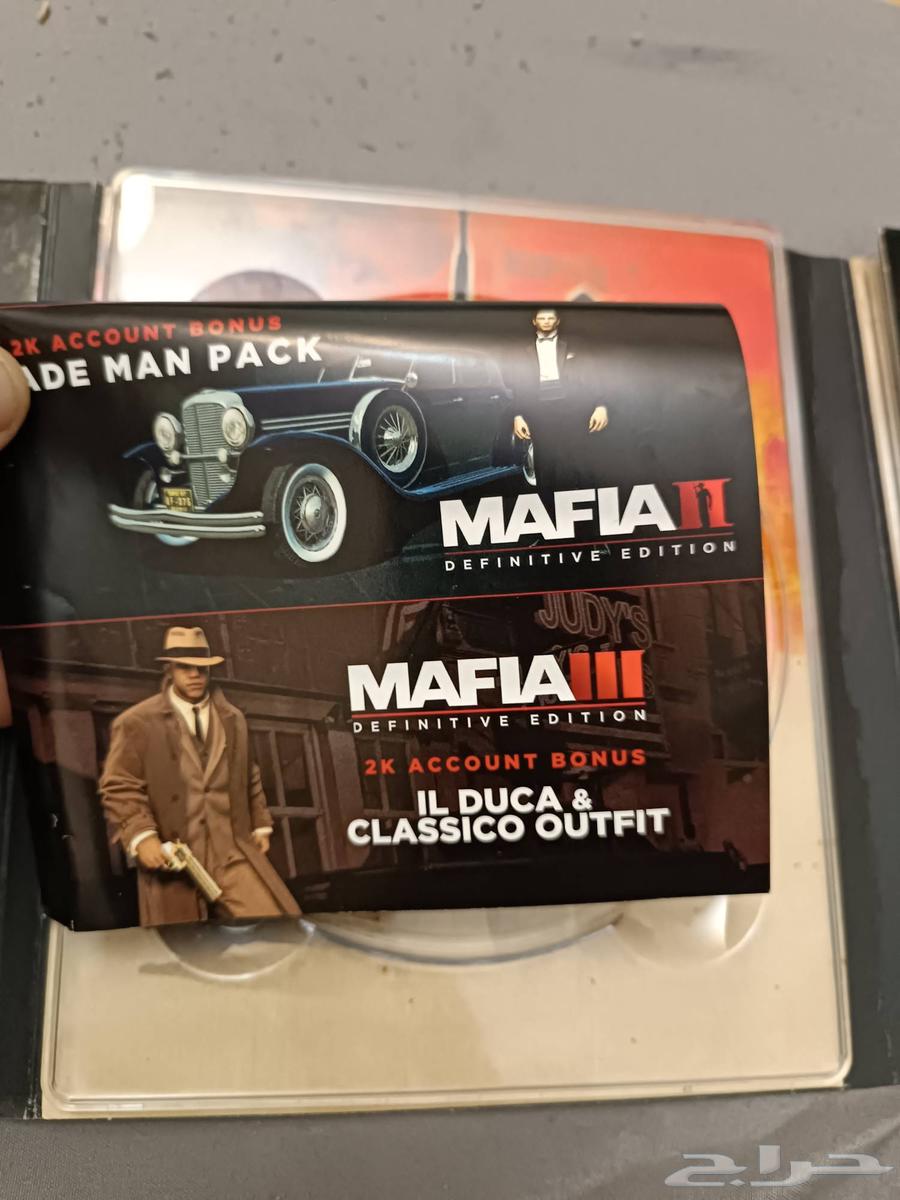 2K ACCOUNT BONUS
ADE MAN PACK
MAFIA II
DEFINITIVE EDITION
JUDY'S
MAFIA III
DEFINITIVE EDITION
2K ACCOUNT BONUS
IL DUCA &
CLASSICO OUTFIT
حراج